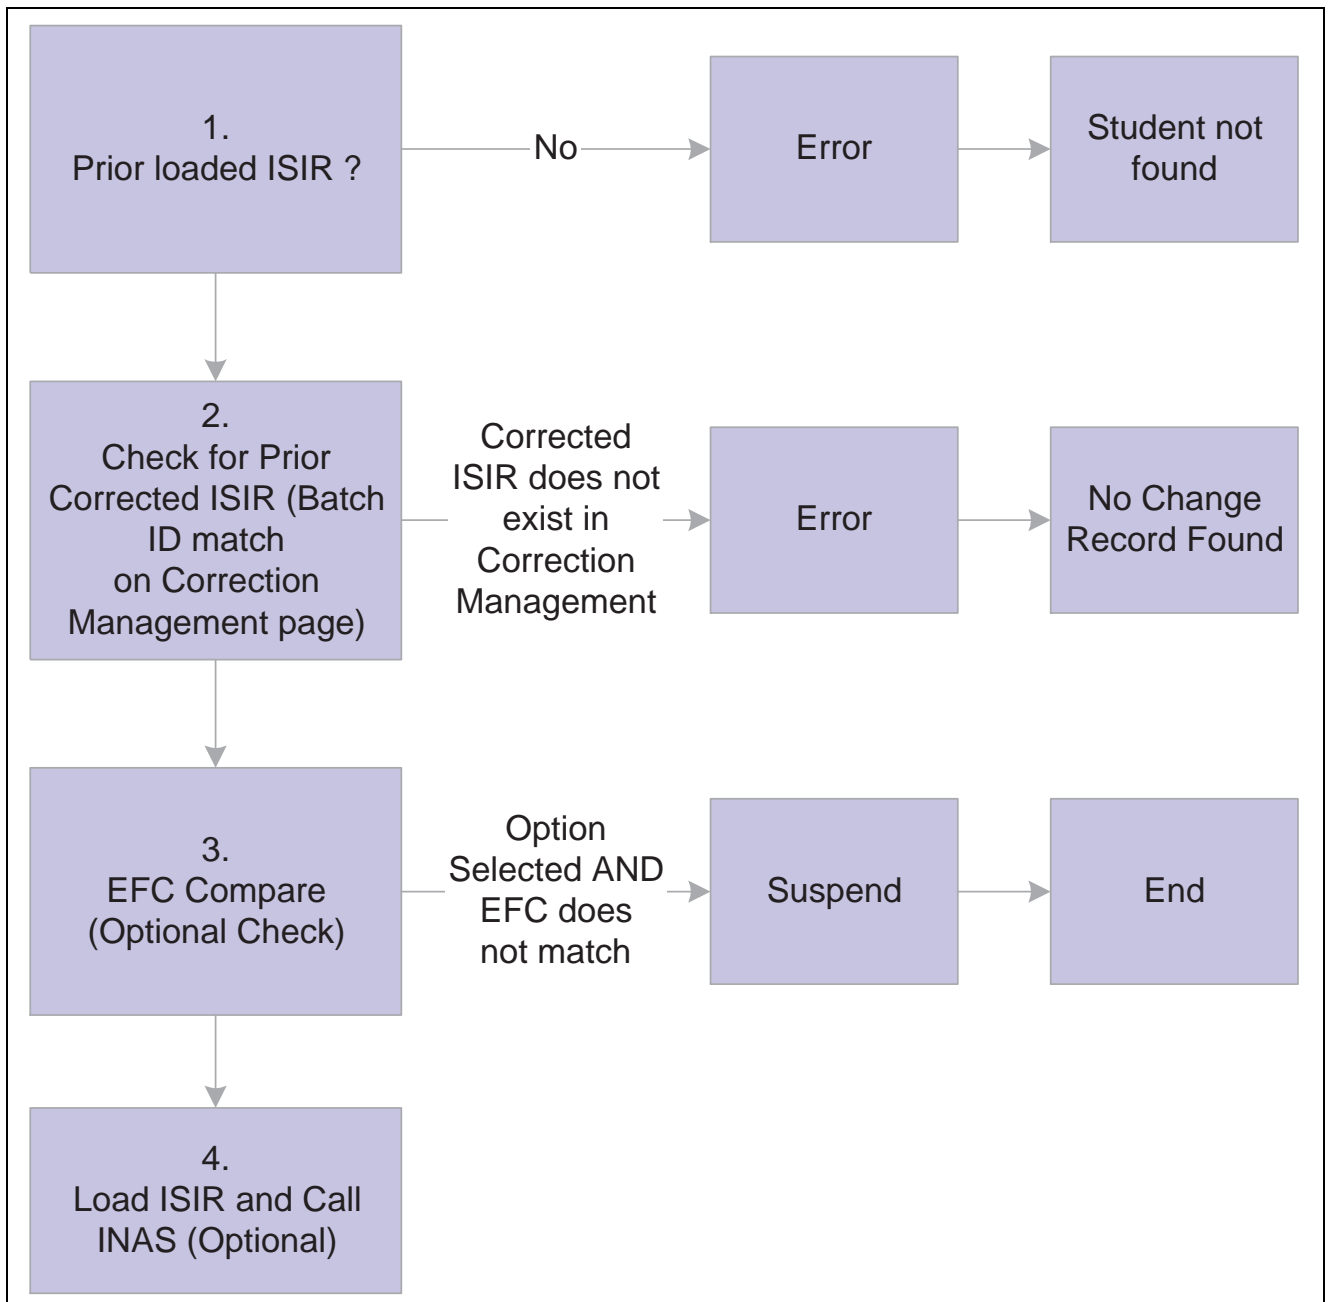 1.
Prior loaded ISIR ?
No
Error
Student not
found
2.
Check for Prior
Corrected ISIR (Batch
ID match
on Correction
Management page)
Corrected
ISIR does not
exist in
Correction
Management
Error
No Change
Record Found
3.
EFC Compare
(Optional Check)
Option
Selected AND
EFC does
not match
Suspend
End
4.
Load ISIR and Call
INAS (Optional)